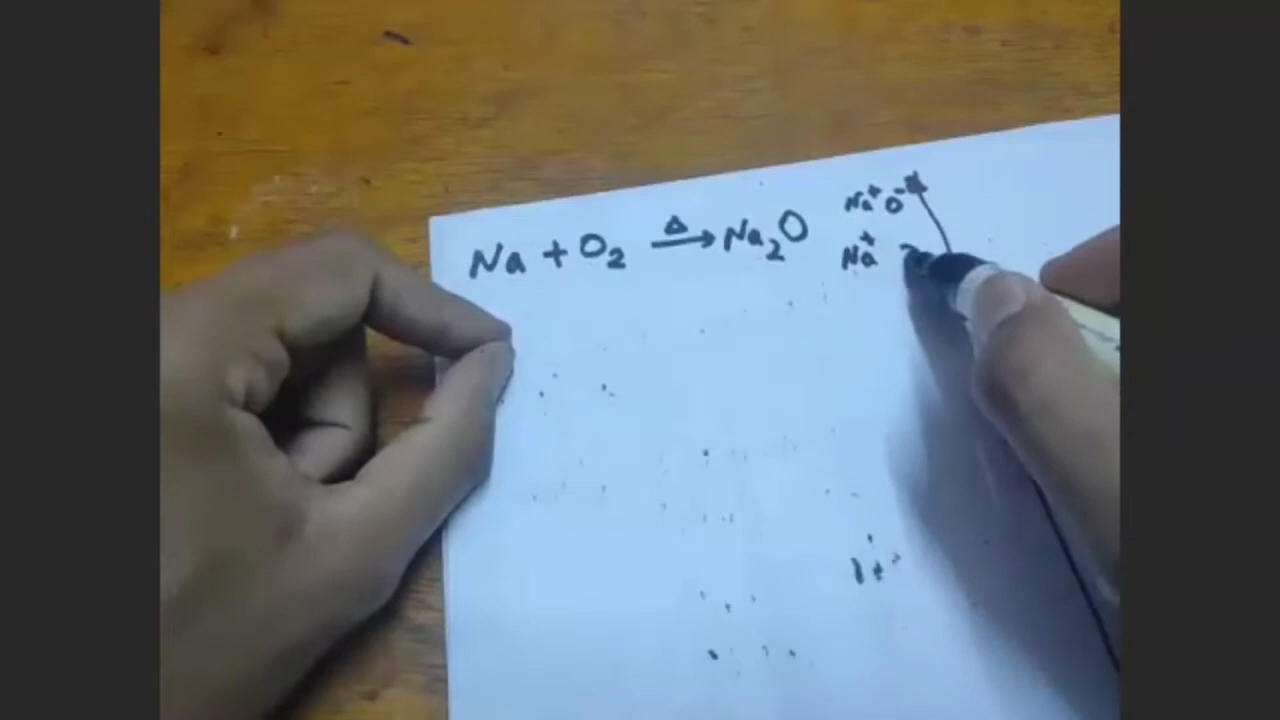 Na + O₂ →Δ Na₂O
Na⁺ O⁻
Na⁺